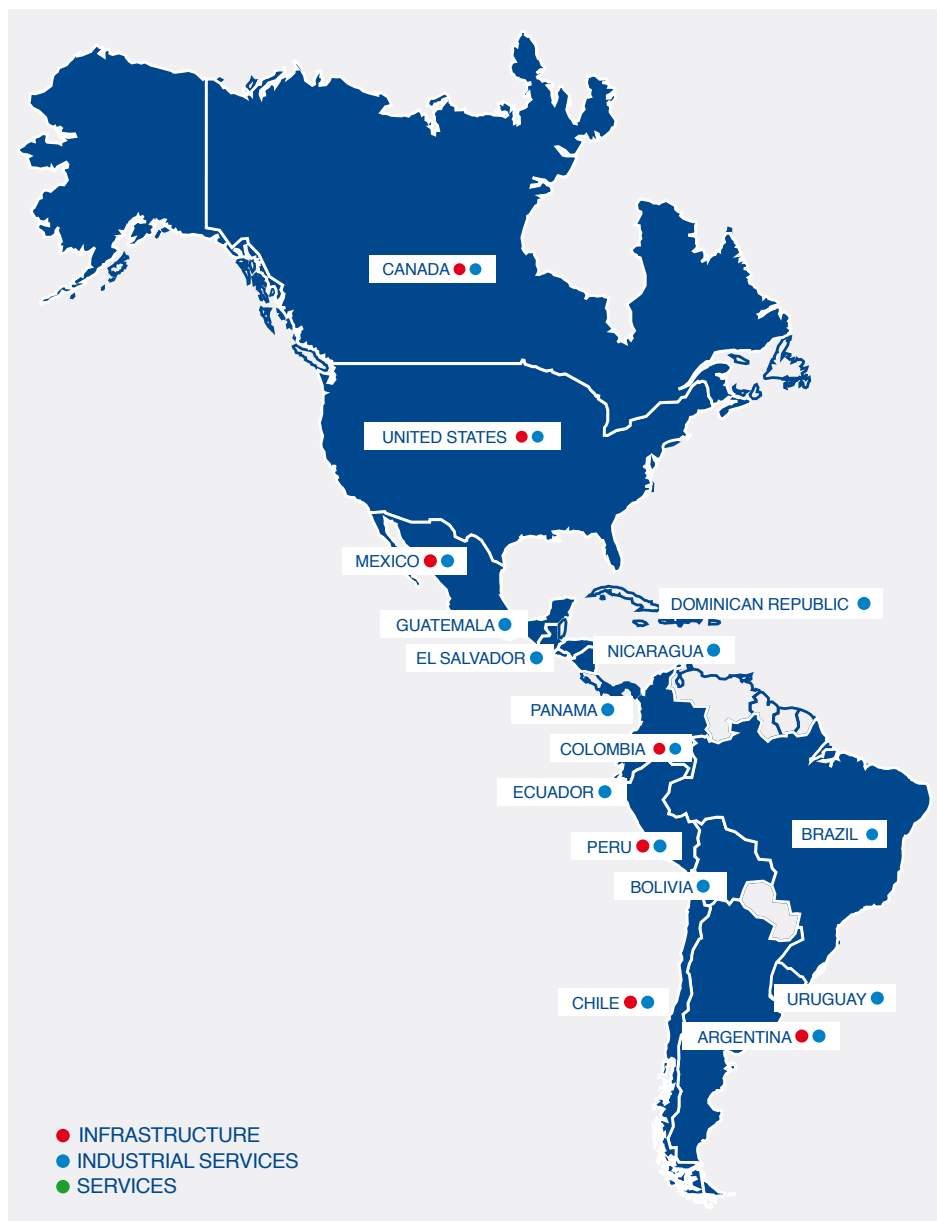 CANADA
UNITED STATES
MEXICO
DOMINICAN REPUBLIC
GUATEMALA
NICARAGUA
EL SALVADOR
PANAMA
COLOMBIA
ECUADOR
BRAZIL
PERU
BOLIVIA
URUGUAY
CHILE
ARGENTINA
INFRASTRUCTURE
INDUSTRIAL SERVICES
SERVICES